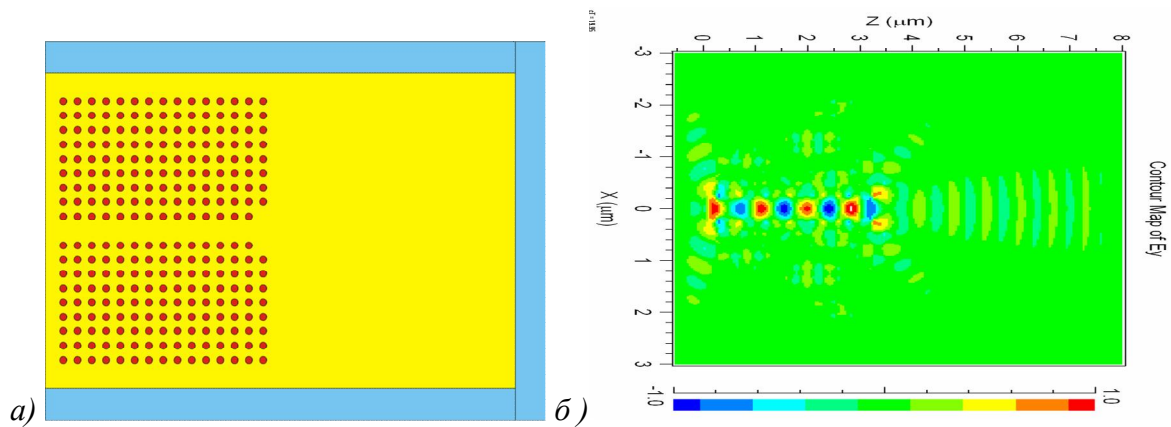 а)
б )
Z (µm)
0 1 2 3 4 5 6 7 8
-3 -2 -1 0 1 2 3
X (µm)
Contour Map of Ey
-1.0 1.0